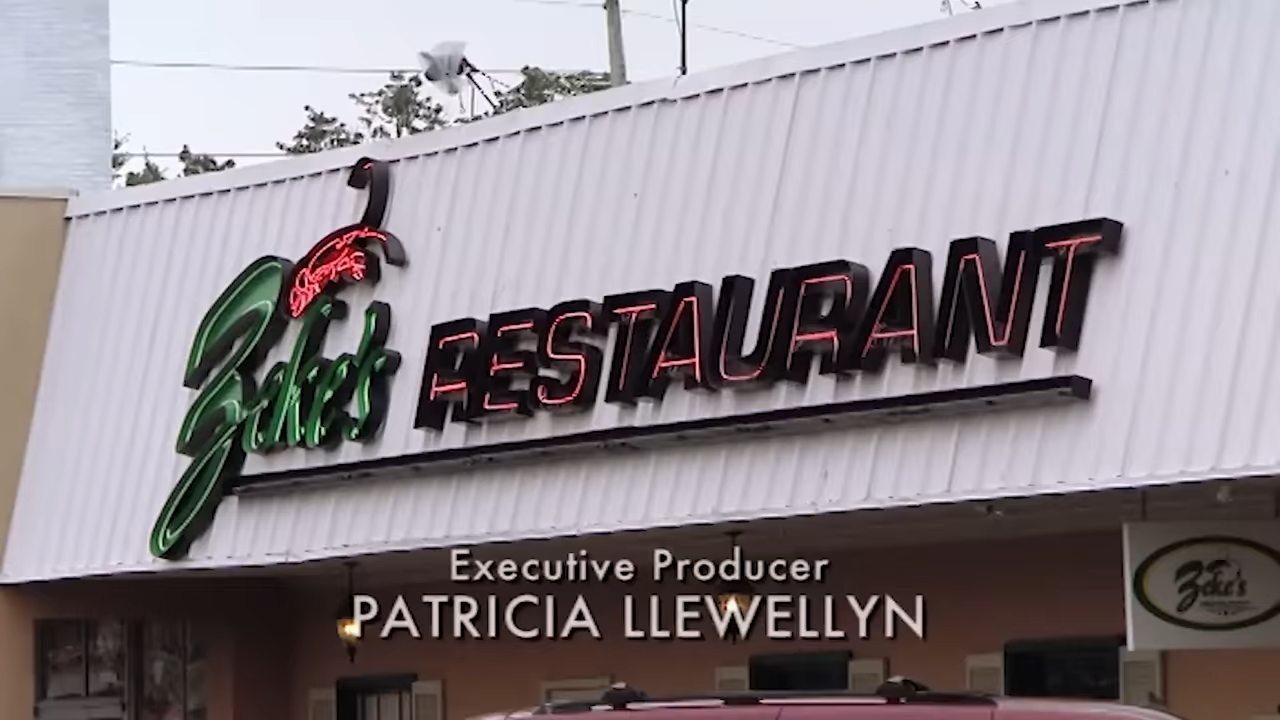 Zeke's RESTAURANT
Executive Producer
PATRICIA LLEWELLYN
Zeke's